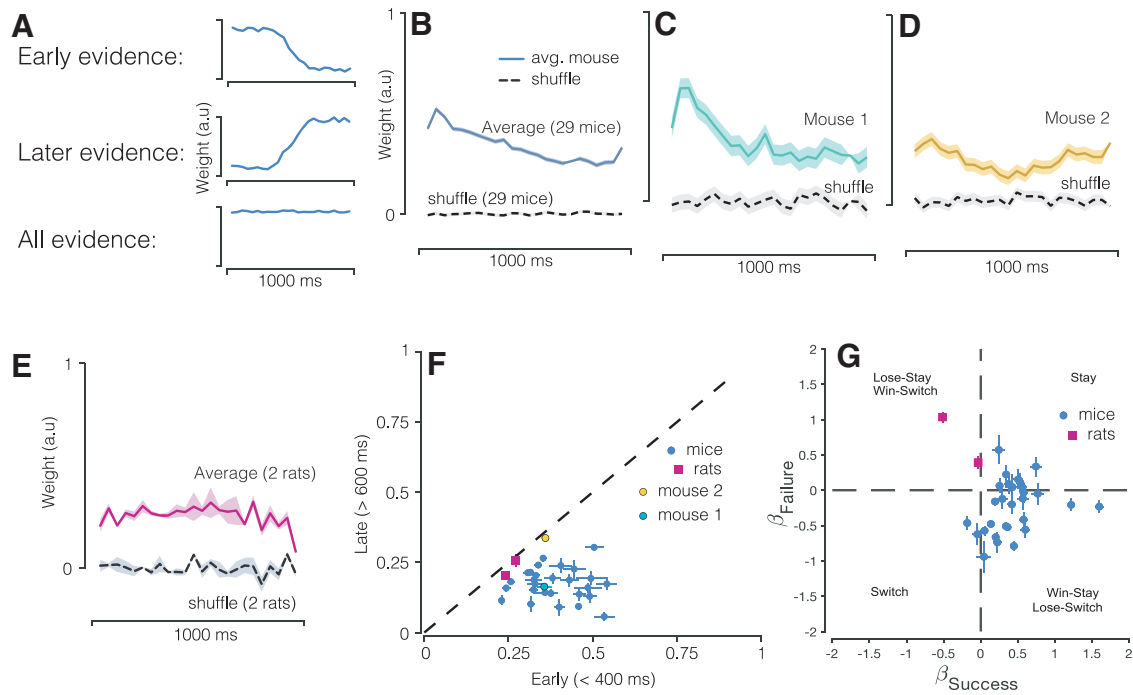 A
Early evidence:
Later evidence:
All evidence:
Weight (a.u)
1000 ms
B
1
Weight (a.u)
0
avg. mouse
shuffle
Average (29 mice)
shuffle (29 mice)
1000 ms
C
Mouse 1
shuffle
1000 ms
D
Mouse 2
shuffle
1000 ms
E
1
Weight (a.u)
0
Average (2 rats)
shuffle (2 rats)
1000 ms
F
1
0.75
0.5
0.25
0
Late (> 600 ms)
mice
rats
mouse 2
mouse 1
0
0.25
0.5
0.75
1
Early (< 400 ms)
G
2
1.5
1
0.5
0
-0.5
-1
-1.5
-2
βFailure
Lose-Stay
Win-Switch
Stay
mice
rats
Switch
Win-Stay
Lose-Switch
-2
-1.5
-1
-0.5
0
0.5
1
1.5
2
βSuccess